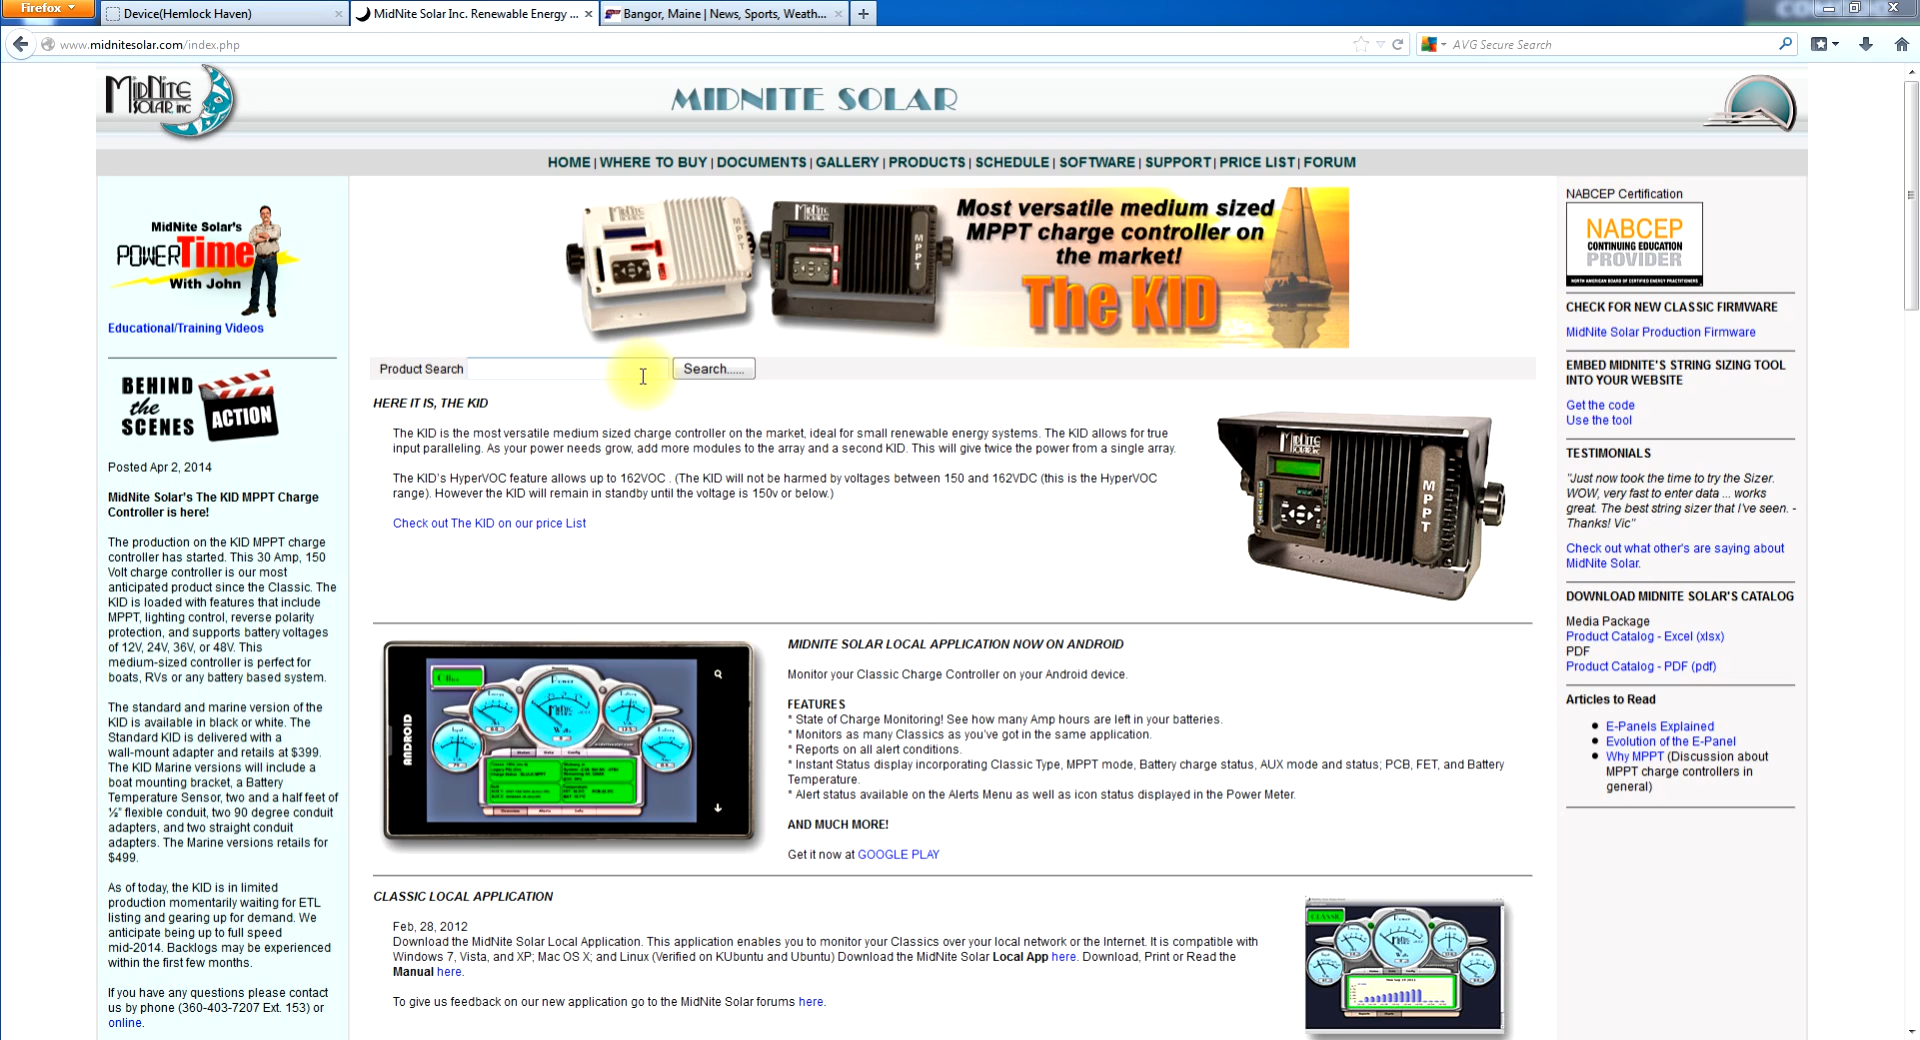 Firefox
Device(Hemlock Haven)
MidNite Solar Inc. Renewable Energy ...
Bangor, Maine | News, Sports, Weath...
www.midnitesolar.com/index.php
AVG Secure Search
MIDNITE SOLAR INC
MIDNITE SOLAR
HOME | WHERE TO BUY | DOCUMENTS | GALLERY | PRODUCTS | SCHEDULE | SOFTWARE | SUPPORT | PRICE LIST | FORUM
MidNite Solar's
POWERTime
With John
Educational/Training Videos
BEHIND
the
SCENES
ACTION
Posted Apr 2, 2014
MidNite Solar's The KID MPPT Charge
Controller is here!
The production on the KID MPPT charge
controller has started. This 30 Amp, 150
Volt charge controller is our most
anticipated product since the Classic. The
KID is loaded with features that include
MPPT, lighting control, reverse polarity
protection, and supports battery voltages
of 12V, 24V, 36V, or 48V. This
medium-sized controller is perfect for
boats, RVs or any battery based system.
The standard and marine version of the
KID is available in black or white. The
Standard KID is delivered with a
wall-mount adapter and retails at $399.
The KID Marine versions will include a
boat mounting bracket, a Battery
Temperature Sensor, two and a half feet of
½" flexible conduit, two 90 degree conduit
adapters, and two straight conduit
adapters. The Marine versions retails for
$499.
As of today, the KID is in limited
production momentarily waiting for ETL
listing and gearing up for demand. We
anticipate being up to full speed
mid-2014. Backlogs may be experienced
within the first few months.
If you have any questions please contact
us by phone (360-403-7207 Ext. 153) or
online.
MPPT
MPPT
Most versatile medium sized
MPPT charge controller on
the market!
The KID
Product Search
Search......
HERE IT IS, THE KID
The KID is the most versatile medium sized charge controller on the market, ideal for small renewable energy systems. The KID allows for true
input paralleling. As your power needs grow, add more modules to the array and a second KID. This will give twice the power from a single array.
The KID's HyperVOC feature allows up to 162VOC . (The KID will not be harmed by voltages between 150 and 162VDC (this is the HyperVOC
range). However the KID will remain in standby until the voltage is 150v or below.)
Check out The KID on our price List
MIDNITE
MPPT
ANDROID
MIDNITE SOLAR LOCAL APPLICATION NOW ON ANDROID
Monitor your Classic Charge Controller on your Android device.
FEATURES
* State of Charge Monitoring! See how many Amp hours are left in your batteries.
* Monitors as many Classics as you've got in the same application.
* Reports on all alert conditions.
* Instant Status display incorporating Classic Type, MPPT mode, Battery charge status, AUX mode and status; PCB, FET, and Battery
Temperature.
* Alert status available on the Alerts Menu as well as icon status displayed in the Power Meter.
AND MUCH MORE!
Get it now at GOOGLE PLAY
CLASSIC LOCAL APPLICATION
Feb, 28, 2012
Download the MidNite Solar Local Application. This application enables you to monitor your Classics over your local network or the Internet. It is compatible with
Windows 7, Vista, and XP; Mac OS X; and Linux (Verified on KUbuntu and Ubuntu) Download the MidNite Solar Local App here. Download, Print or Read the
Manual here.
To give us feedback on our new application go to the MidNite Solar forums here.
CLASSIC
NABCEP Certification
NABCEP
CONTINUING EDUCATION
PROVIDER
NORTH AMERICAN BOARD OF CERTIFIED ENERGY PRACTITIONERS
CHECK FOR NEW CLASSIC FIRMWARE
MidNite Solar Production Firmware
EMBED MIDNITE'S STRING SIZING TOOL
INTO YOUR WEBSITE
Get the code
Use the tool
TESTIMONIALS
"Just now took the time to try the Sizer.
WOW, very fast to enter data ... works
great. The best string sizer that I've seen. -
Thanks! Vic"
Check out what other's are saying about
MidNite Solar.
DOWNLOAD MIDNITE SOLAR'S CATALOG
Media Package
Product Catalog - Excel (xlsx)
PDF
Product Catalog - PDF (pdf)
Articles to Read
E-Panels Explained
Evolution of the E-Panel
Why MPPT (Discussion about
MPPT charge controllers in
general)